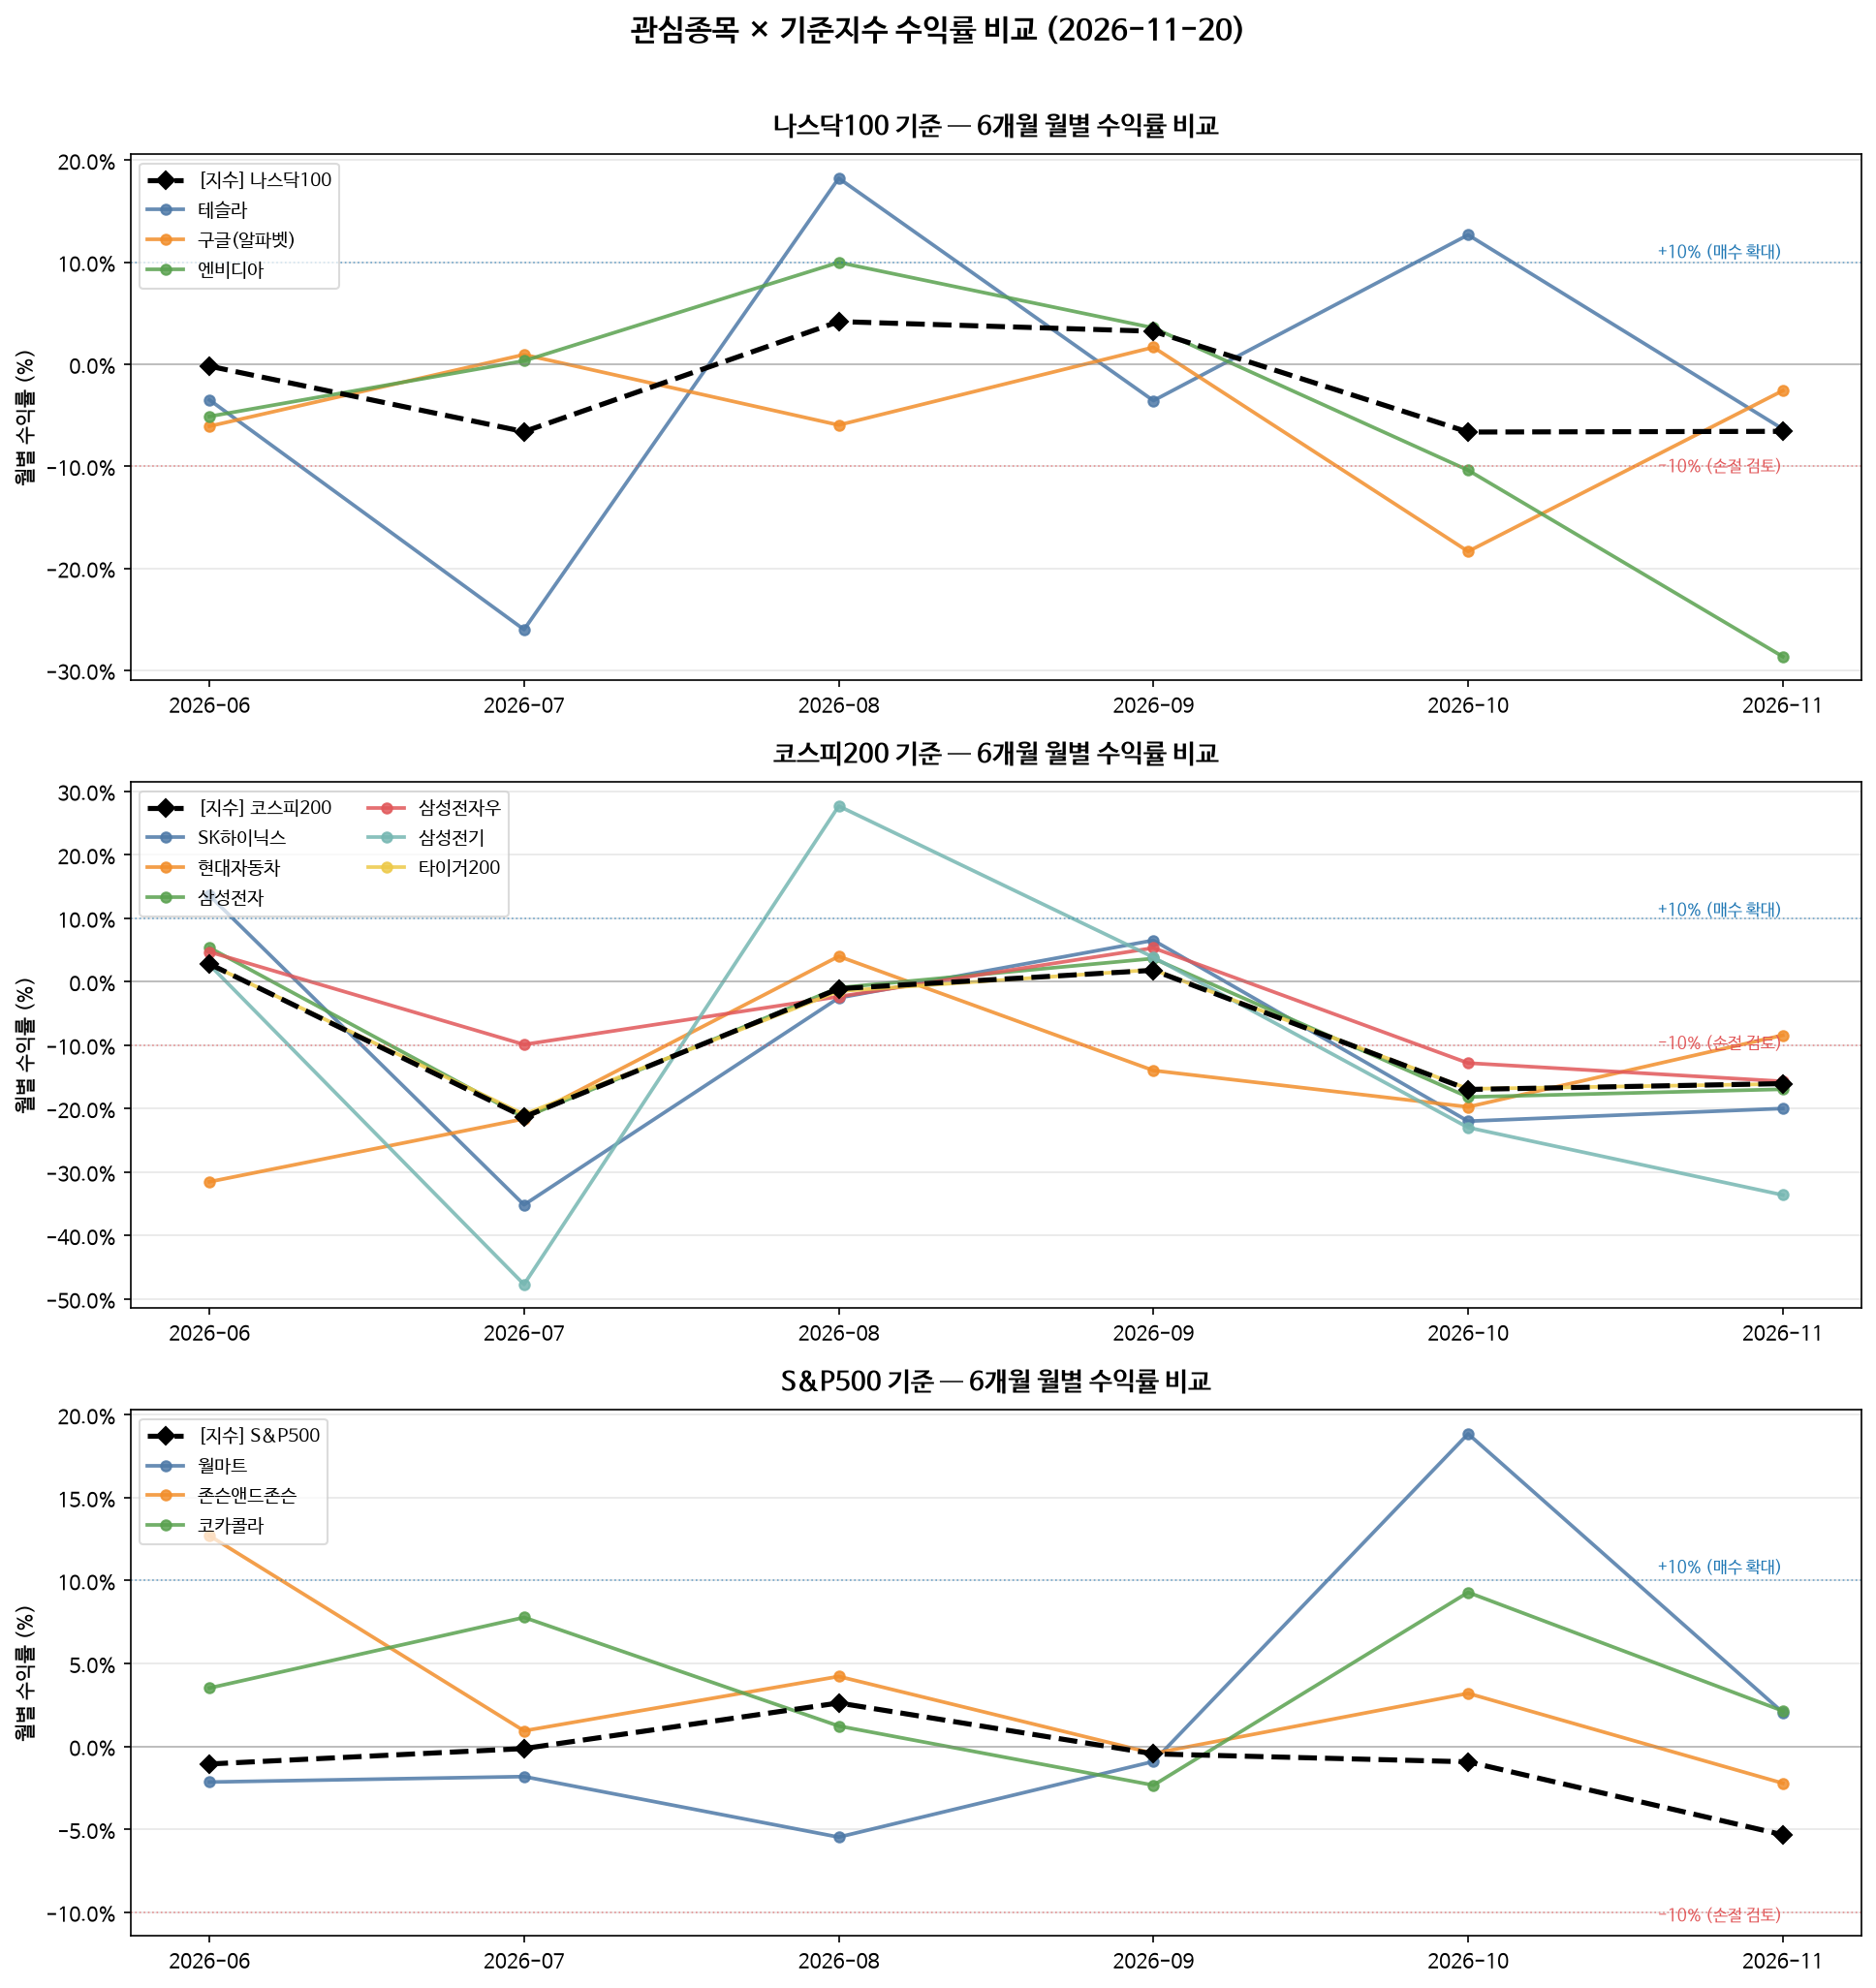 관심종목 × 기준지수 수익률 비교 (2026-11-20)
나스닥100 기준 — 6개월 월별 수익률 비교
월별 수익률 (%)
20.0%
10.0%
0.0%
-10.0%
-20.0%
-30.0%
[지수] 나스닥100
테슬라
구글(알파벳)
엔비디아
+10% (매수 확대)
-10% (손절 검토)
2026-06 2026-07 2026-08 2026-09 2026-10 2026-11
코스피200 기준 — 6개월 월별 수익률 비교
월별 수익률 (%)
30.0%
20.0%
10.0%
0.0%
-10.0%
-20.0%
-30.0%
-40.0%
-50.0%
[지수] 코스피200
SK하이닉스
현대자동차
삼성전자
삼성전자우
삼성전기
타이거200
+10% (매수 확대)
-10% (손절 검토)
2026-06 2026-07 2026-08 2026-09 2026-10 2026-11
S&P500 기준 — 6개월 월별 수익률 비교
월별 수익률 (%)
20.0%
15.0%
10.0%
5.0%
0.0%
-5.0%
-10.0%
[지수] S&P500
월마트
존슨앤드존슨
코카콜라
+10% (매수 확대)
-10% (손절 검토)
2026-06 2026-07 2026-08 2026-09 2026-10 2026-11